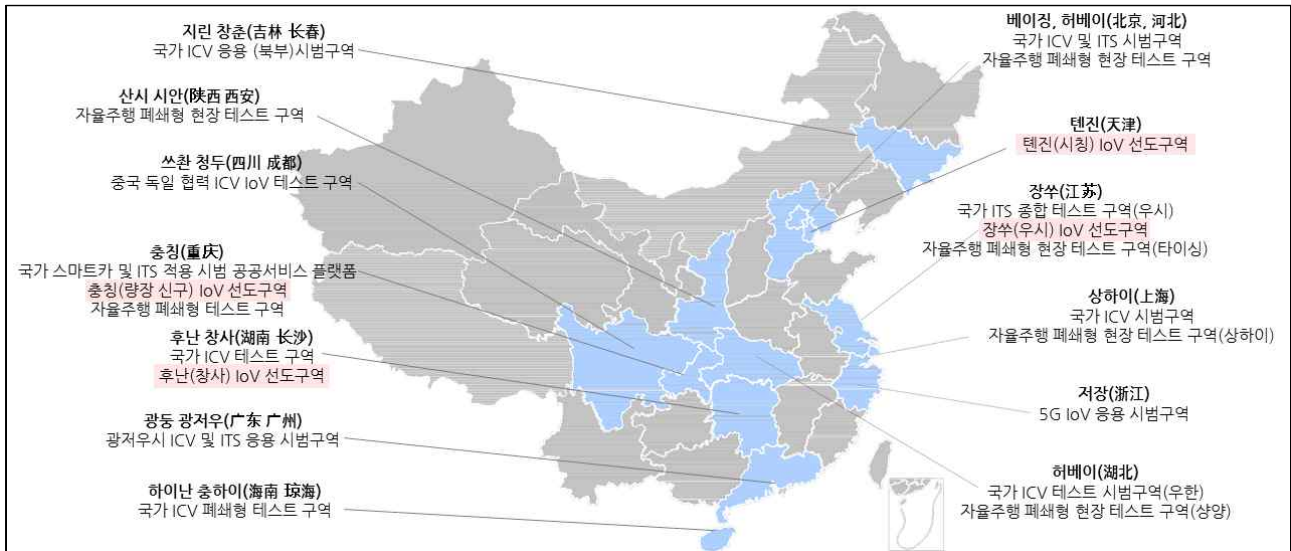 지린 창춘(吉林 长春)
국가 ICV 응용 (북부)시범구역
산시 시안(陕西 西安)
자율주행 폐쇄형 현장 테스트 구역
쓰촨 청두(四川 成都)
중국 독일 협력 ICV IoV 테스트 구역
충칭(重庆)
국가 스마트카 및 ITS 적용 시범 공공서비스 플랫폼
충칭(량장 신구) IoV 선도구역
자율주행 폐쇄형 테스트 구역
후난 창사(湖南 长沙)
국가 ICV 테스트 구역
후난(창사) IoV 선도구역
광둥 광저우(广东 广州)
광저우시 ICV 및 ITS 응용 시범구역
하이난 충하이(海南 琼海)
국가 ICV 폐쇄형 테스트 구역
베이징, 허베이(北京, 河北)
국가 ICV 및 ITS 시범구역
자율주행 폐쇄형 현장 테스트 구역
톈진(天津)
톈진(시칭) IoV 선도구역
장쑤(江苏)
국가 ITS 종합 테스트 구역(우시)
장쑤(우시) IoV 선도구역
자율주행 폐쇄형 현장 테스트 구역(타이싱)
상하이(上海)
국가 ICV 시범구역
자율주행 폐쇄형 현장 테스트 구역(상하이)
저장(浙江)
5G IoV 응용 시범구역
허베이(湖北)
국가 ICV 테스트 시범구역(우한)
자율주행 폐쇄형 현장 테스트 구역(샹양)